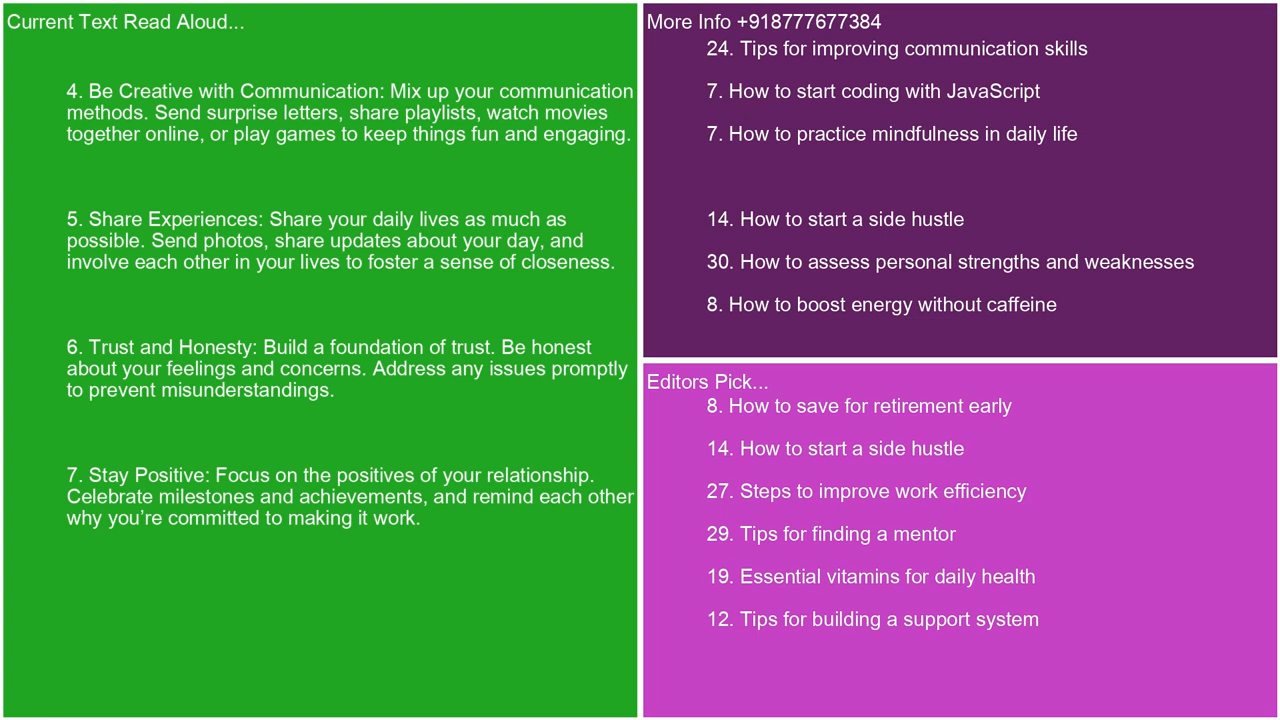 Current Text Read Aloud...
4. Be Creative with Communication: Mix up your communication
methods. Send surprise letters, share playlists, watch movies
together online, or play games to keep things fun and engaging.
5. Share Experiences: Share your daily lives as much as
possible. Send photos, share updates about your day, and
involve each other in your lives to foster a sense of closeness.
6. Trust and Honesty: Build a foundation of trust. Be honest
about your feelings and concerns. Address any issues promptly
to prevent misunderstandings.
7. Stay Positive: Focus on the positives of your relationship.
Celebrate milestones and achievements, and remind each other
why you’re committed to making it work.
More Info +918777677384
24. Tips for improving communication skills
7. How to start coding with JavaScript
7. How to practice mindfulness in daily life
14. How to start a side hustle
30. How to assess personal strengths and weaknesses
8. How to boost energy without caffeine
Editors Pick...
8. How to save for retirement early
14. How to start a side hustle
27. Steps to improve work efficiency
29. Tips for finding a mentor
19. Essential vitamins for daily health
12. Tips for building a support system